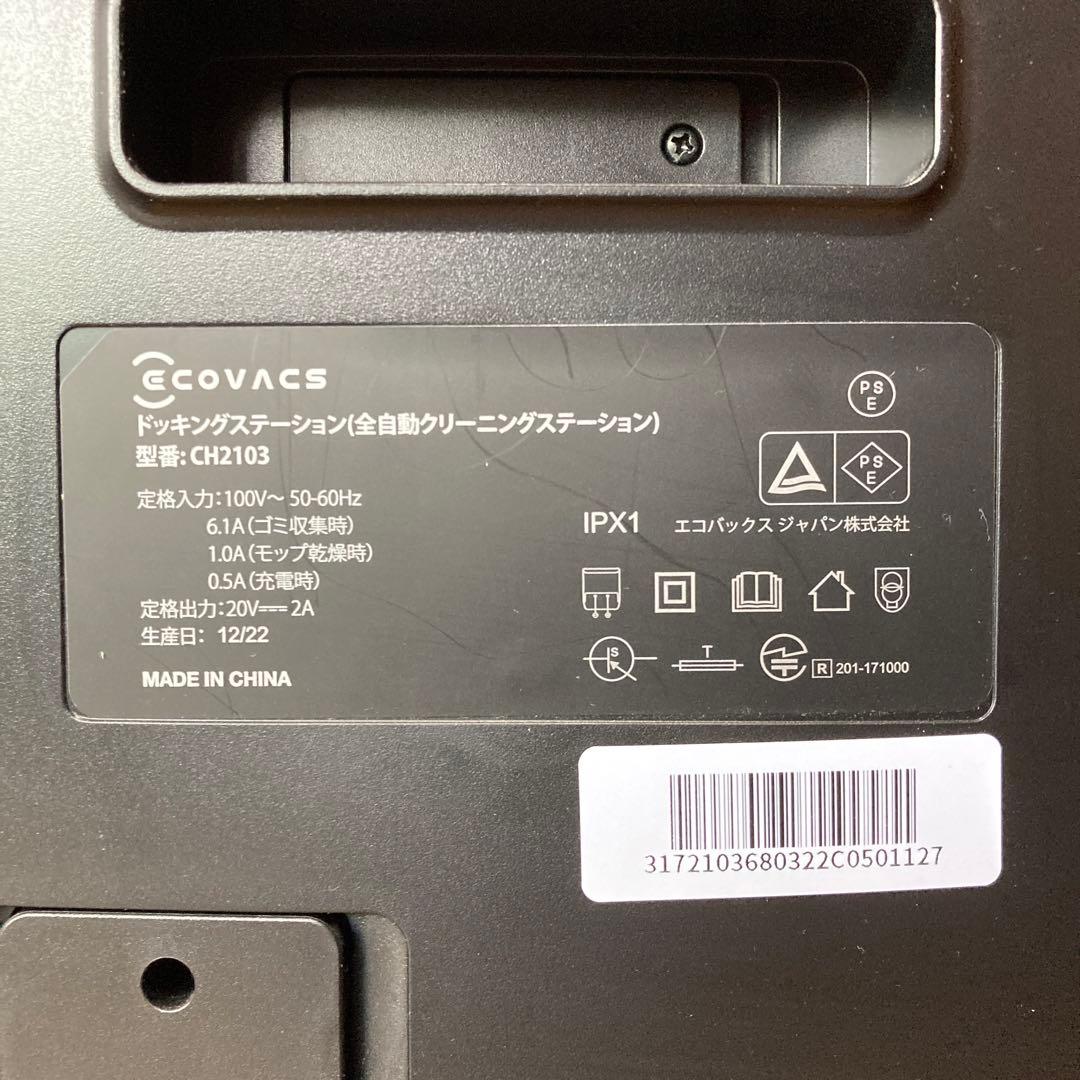 ECOVACS
ドッキングステーション(全自動クリーニングステーション)
型番: CH2103
定格入力：100V～ 50-60Hz
6.1A（ゴミ収集時）
1.0A（モップ乾燥時）
0.5A（充電時）
定格出力：20V⎓2A
生産日： 12/22
MADE IN CHINA
PS
E
PS
E
IPX1 エコバックス ジャパン株式会社
S
T
R 201-171000
3172103680322C0501127